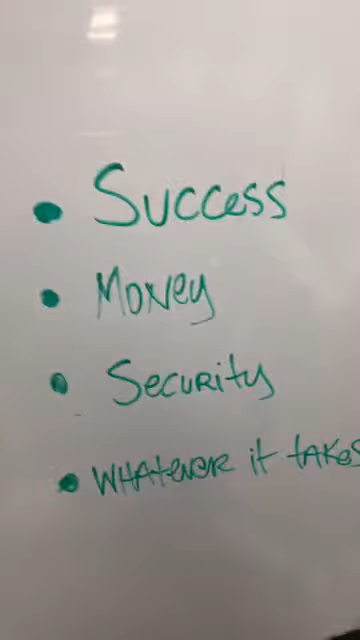 • Success
• Money
• Security
• Whatever it takes